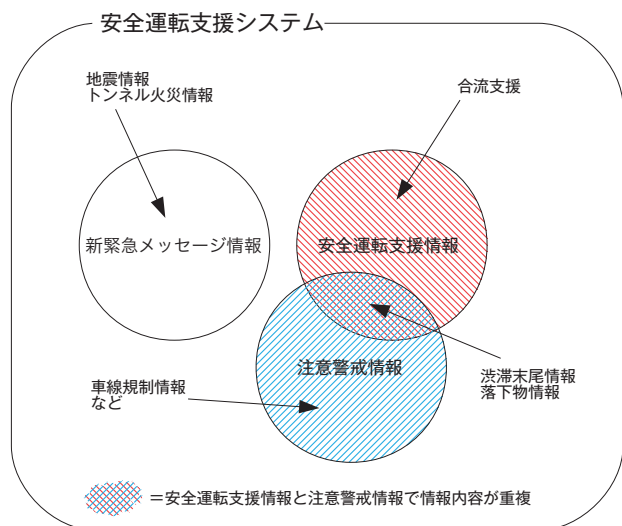 安全運転支援システム
地震情報
トンネル火災情報
合流支援
新緊急メッセージ情報
安全運転支援情報
注意警戒情報
渋滞末尾情報
落下物情報
車線規制情報
など
=安全運転支援情報と注意警戒情報で情報内容が重複